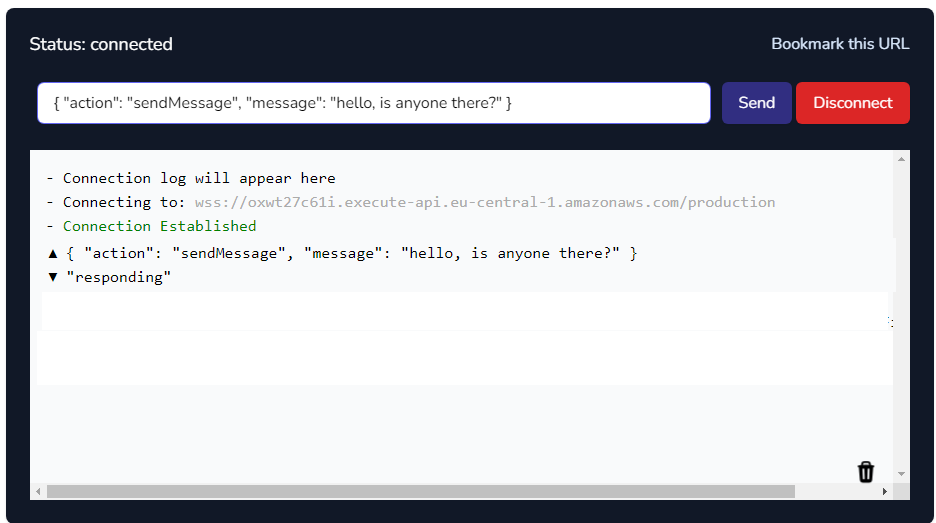 Status: connected
Bookmark this URL
{ "action": "sendMessage", "message": "hello, is anyone there?" }
Send
Disconnect
- Connection log will appear here
- Connecting to: wss://oxwt27c61i.execute-api.eu-central-1.amazonaws.com/production
- Connection Established
▲ { "action": "sendMessage", "message": "hello, is anyone there?" }
▼ "responding"